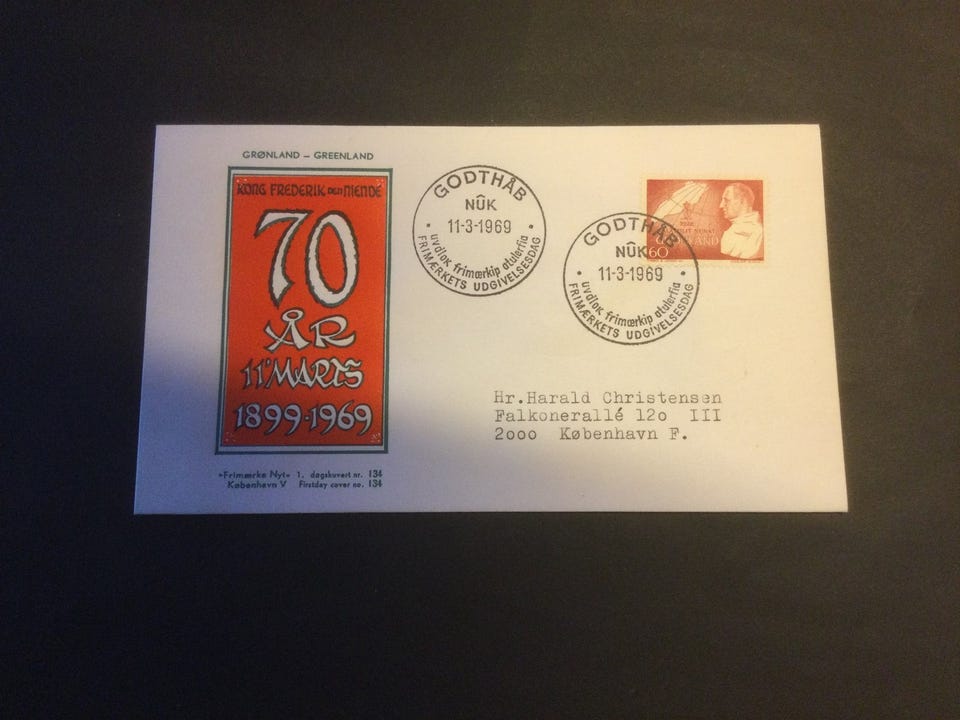 GRØNLAND – GREENLAND
KONG FREDERIK DEN NIENDE
70
ÅR
11'MARTS
1899·1969
»Frimærke Nyt« 1. dagskuvert nr. 134
København V Firstday cover no. 134
GODTHÅB
NÛK
11-3-1969
uvdlok frimærkip atulerfia
FRIMÆRKETS UDGIVELSESDAG
GODTHÅB
NÛK
11-3-1969
uvdlok frimærkip atulerfia
FRIMÆRKETS UDGIVELSESDAG
60
Hr.Harald Christensen
Falkonerallé 12o III
2ooo København F.